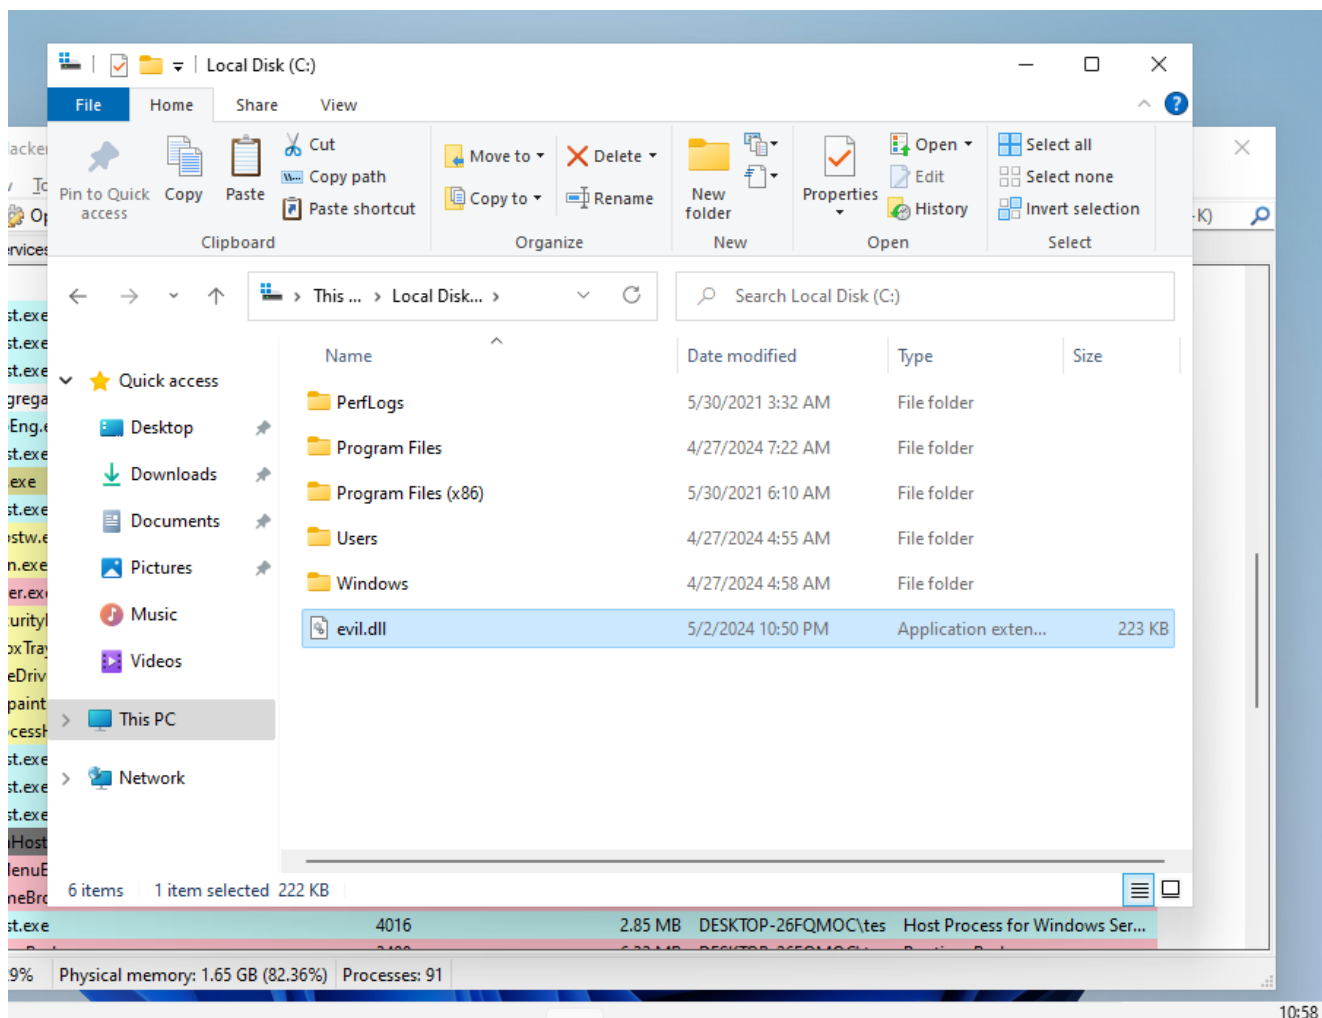 Local Disk (C:)
File Home Share View
Pin to Quick access
Copy
Paste
Cut
Copy path
Paste shortcut
Clipboard
Move to
Copy to
Delete
Rename
Organize
New folder
New
Properties
Open
Edit
History
Open
Select all
Select none
Invert selection
Select
This ... > Local Disk... >
Search Local Disk (C:)
Name Date modified Type Size
Quick access
Desktop
Downloads
Documents
Pictures
Music
Videos
This PC
Network
PerfLogs 5/30/2021 3:32 AM File folder
Program Files 4/27/2024 7:22 AM File folder
Program Files (x86) 5/30/2021 6:10 AM File folder
Users 4/27/2024 4:55 AM File folder
Windows 4/27/2024 4:58 AM File folder
evil.dll 5/2/2024 10:50 PM Application exten... 223 KB
6 items 1 item selected 222 KB
st.exe 4016 2.85 MB DESKTOP-26FQMOC\tes Host Process for Windows Ser...
9% Physical memory: 1.65 GB (82.36%) Processes: 91
10:58